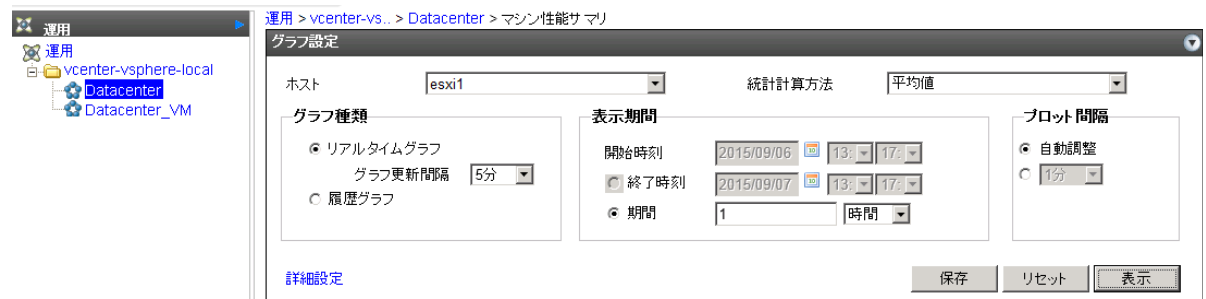 運用
運用
vcenter-vsphere-local
Datacenter
Datacenter_VM
運用 > vcenter-vs.. > Datacenter > マシン性能サマリ
グラフ設定
ホスト esxi1 統計計算方法 平均値
グラフ種類 表示期間 プロット間隔
リアルタイムグラフ 開始時刻 2015/09/06 13: 17: 自動調整
グラフ更新間隔 5分 終了時刻 2015/09/07 13: 17: 1分
履歴グラフ 期間 1 時間
詳細設定 保存 リセット 表示